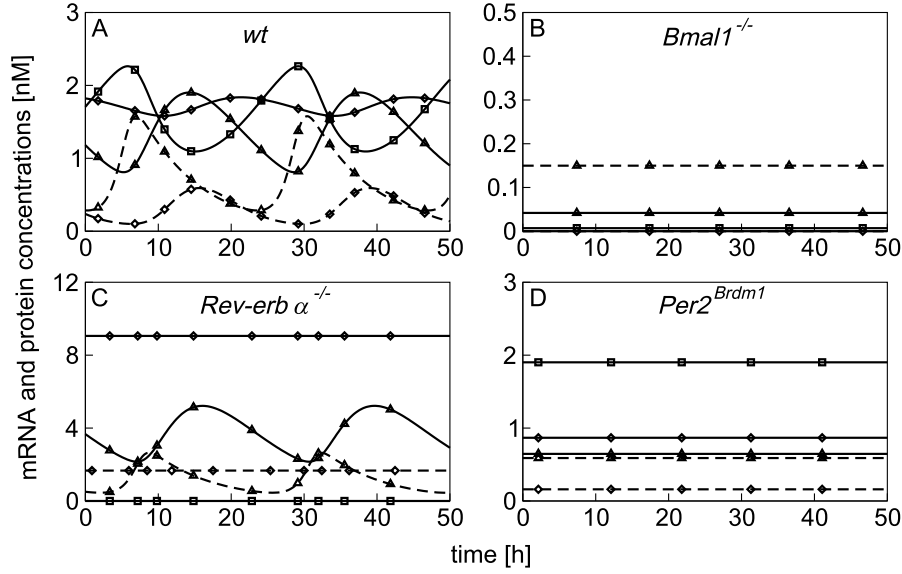 A
wt
3
2
1
0
0 10 20 30 40 50
B
Bmal1 -/-
0.5
0.4
0.3
0.2
0.1
0
0 10 20 30 40 50
C
Rev-erb α -/-
12
8
4
0
0 10 20 30 40 50
D
Per2 Brdm1
3
2
1
0
0 10 20 30 40 50
mRNA and protein concentrations [nM]
time [h]